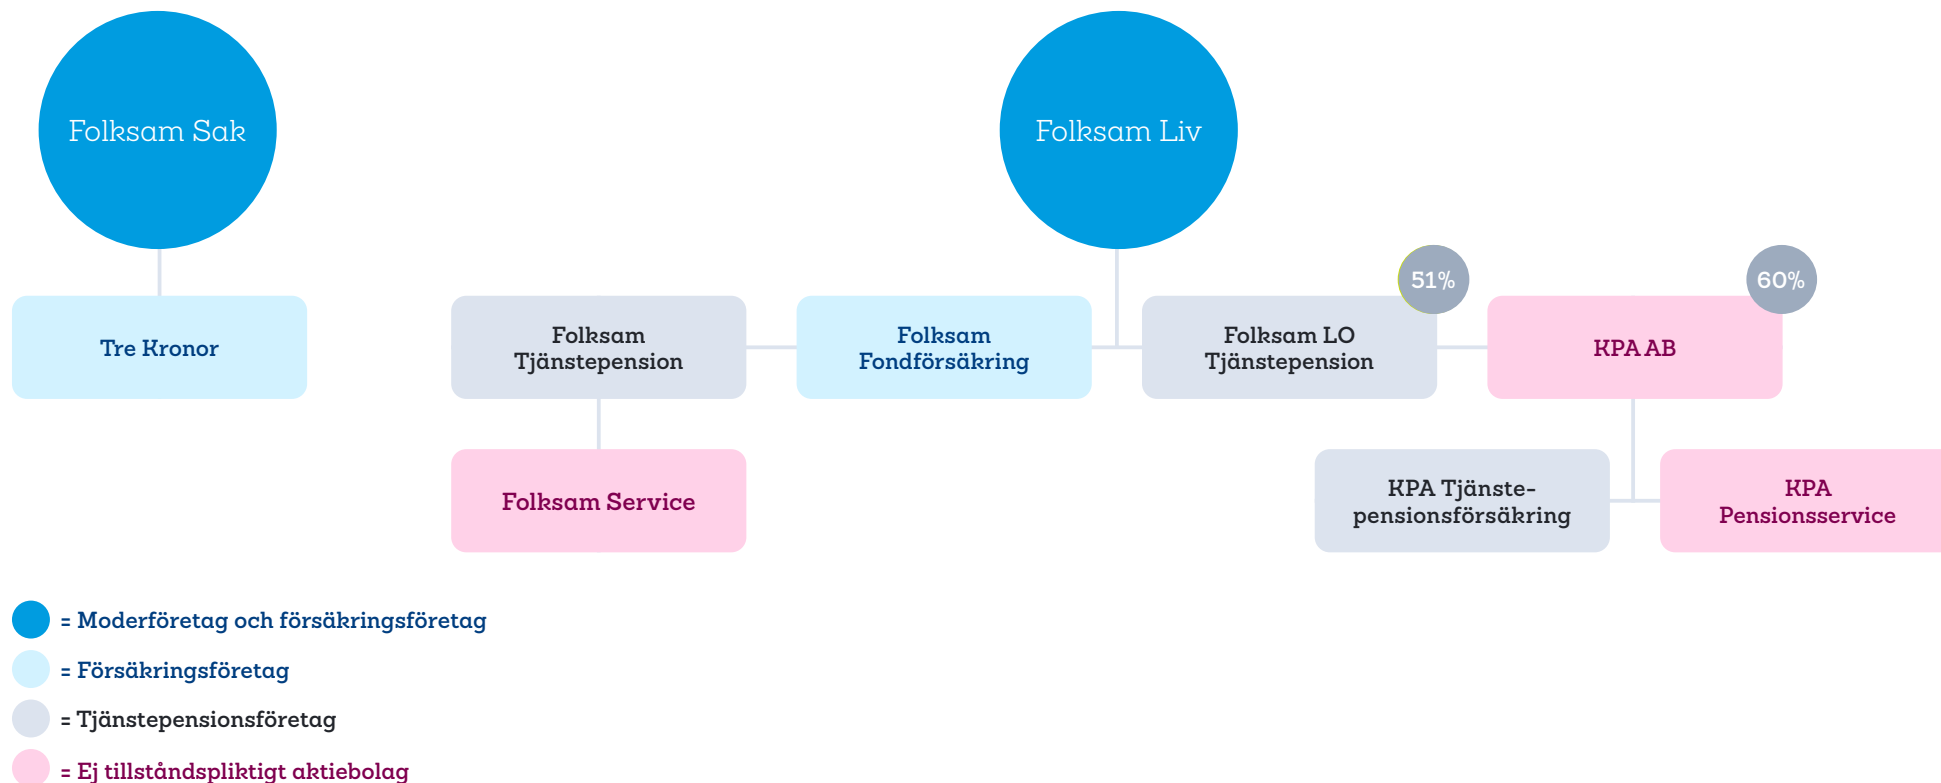 Folksam Sak
Folksam Liv
51%
60%
Tre Kronor
Folksam
Tjänstepension
Folksam
Fondförsäkring
Folksam LO
Tjänstepension
KPA AB
Folksam Service
KPA Tjänste-
pensionsförsäkring
KPA
Pensionsservice
= Moderföretag och försäkringsföretag
= Försäkringsföretag
= Tjänstepensionsföretag
= Ej tillståndspliktigt aktiebolag